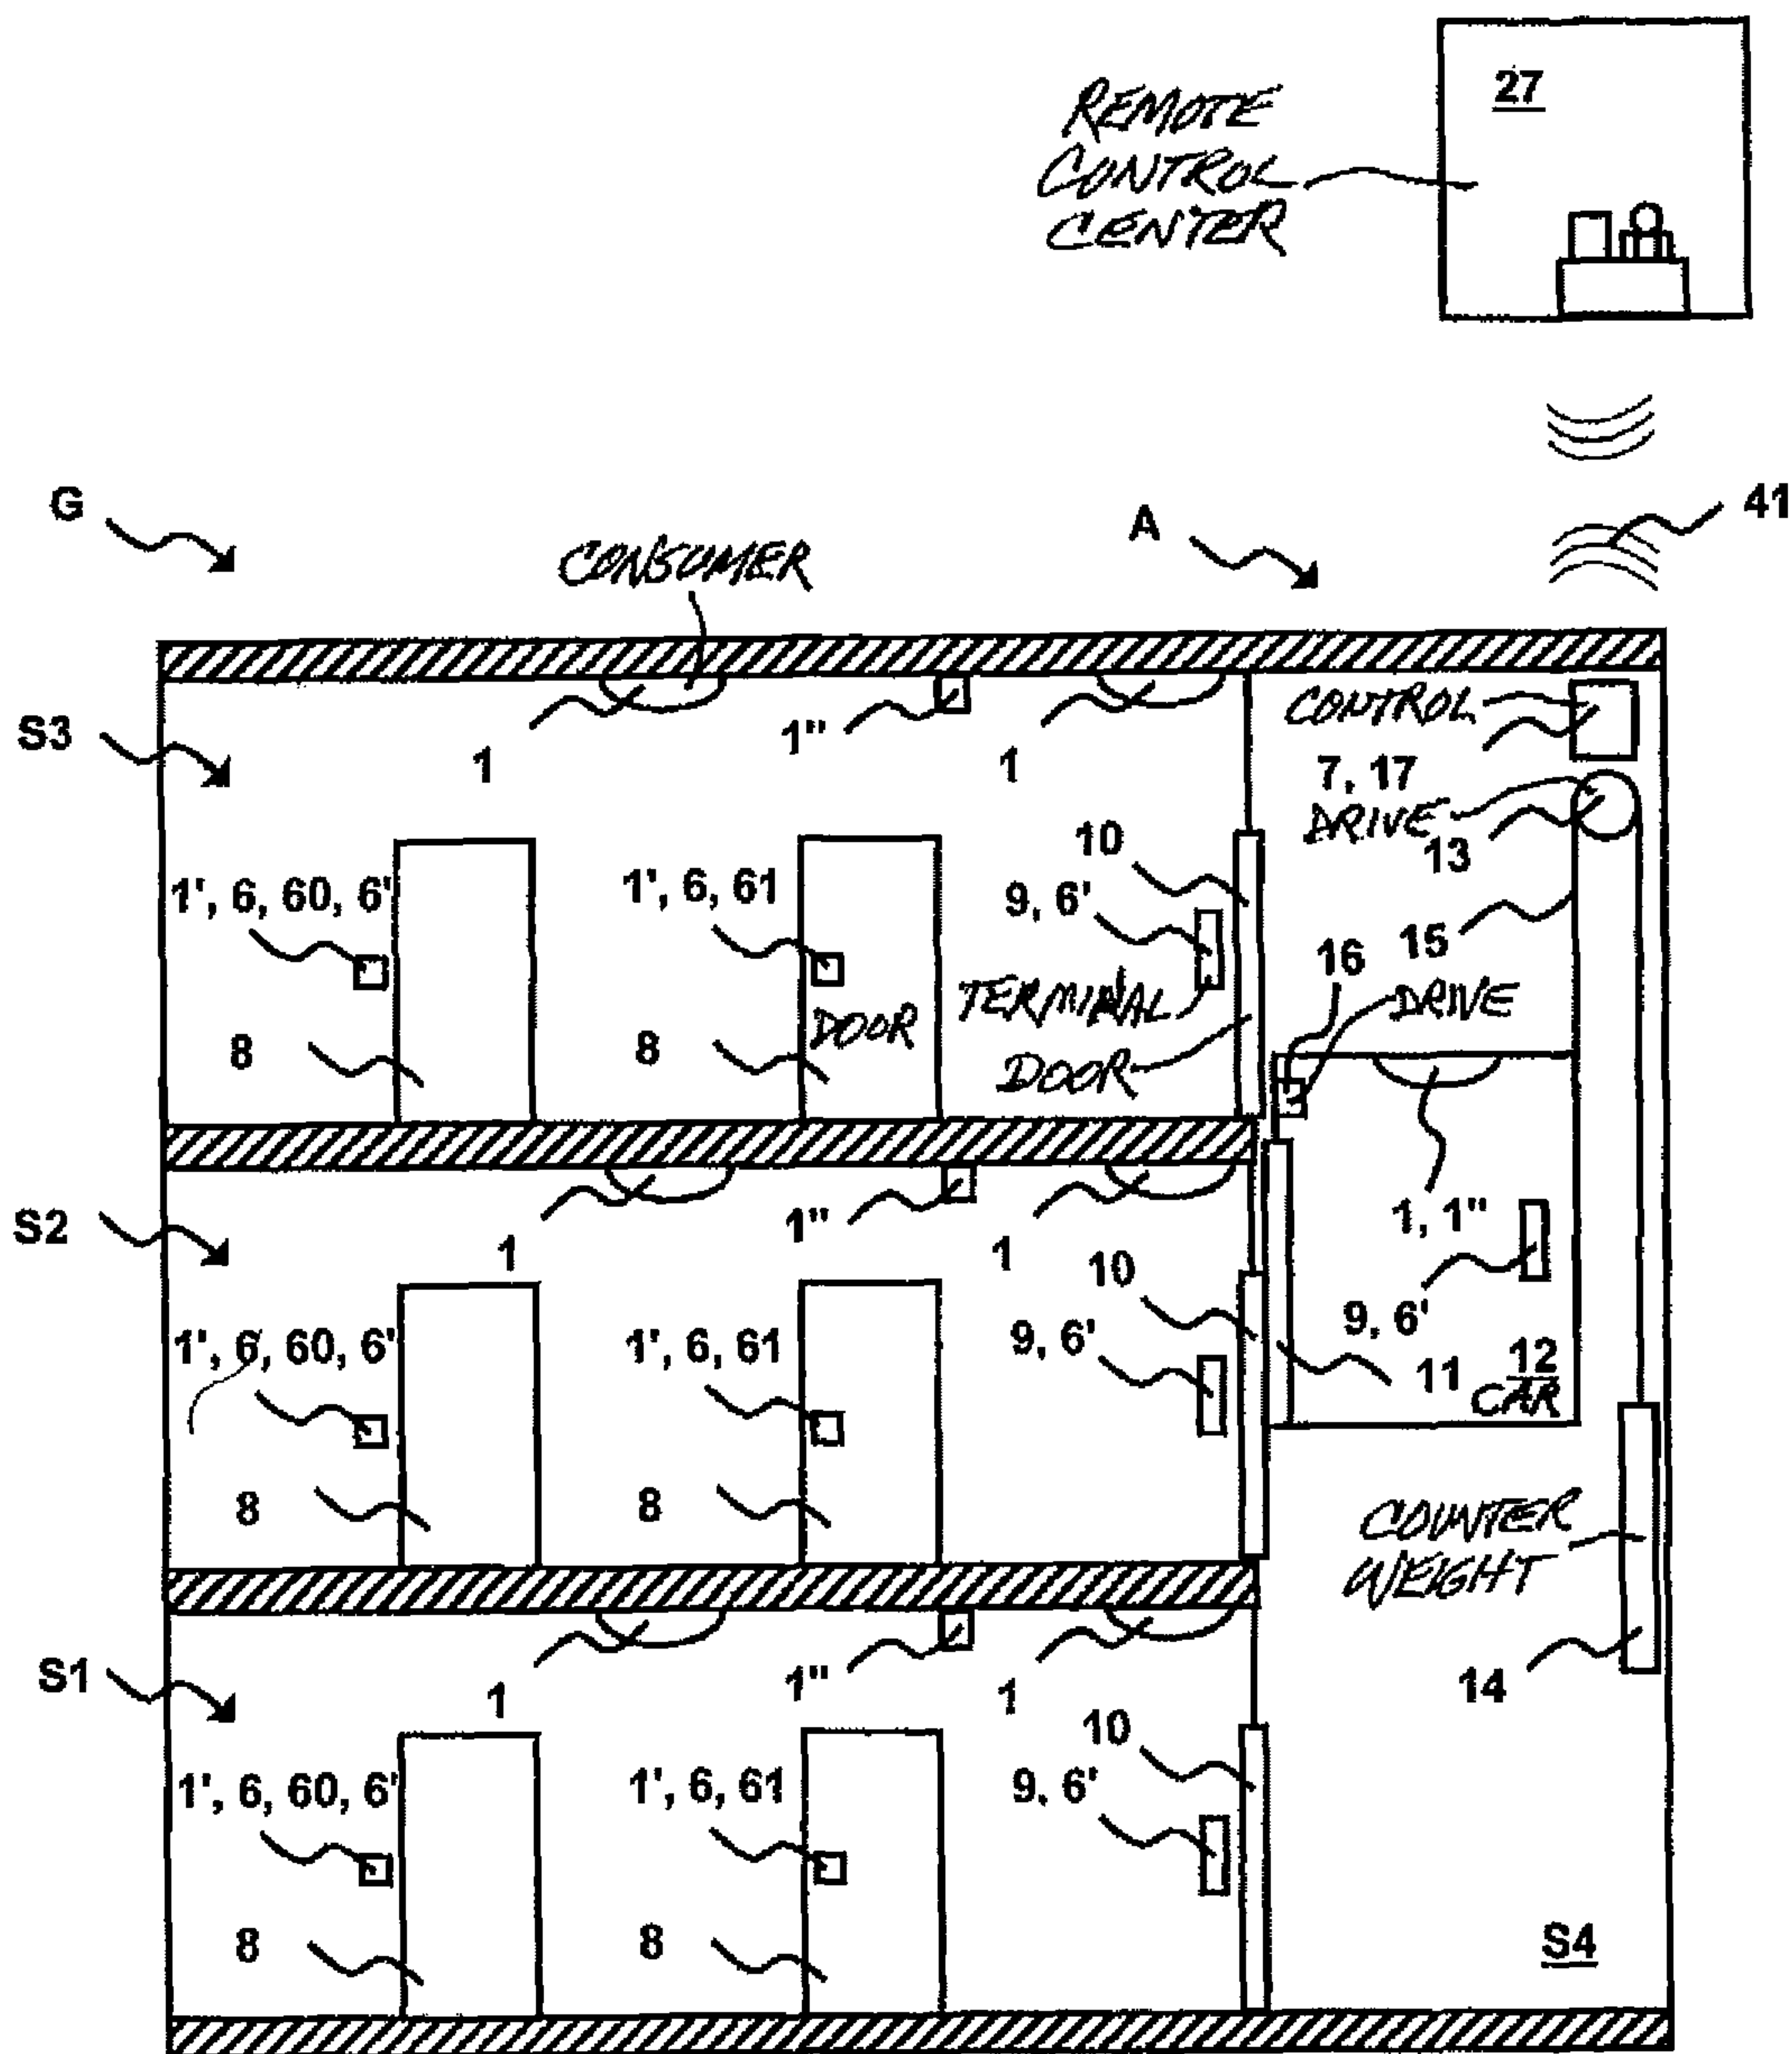 27
REMOTE
CONTROL
CENTER
41
G
A
CONSUMER
S3
1
1"
1
CONTROL
7, 17
DRIVE
13
10
1', 6, 60, 6'
1', 6, 61
9, 6'
16
15
TERMINAL
DRIVE
DOOR
8
8
DOOR
S2
1
1"
1
10
1, 1"
9, 6'
1', 6, 60, 6'
1', 6, 61
9, 6'
11
12
CAR
8
8
COUNTER
WEIGHT
S1
1
1"
1
14
10
1', 6, 60, 6'
1', 6, 61
9, 6'
8
8
S4